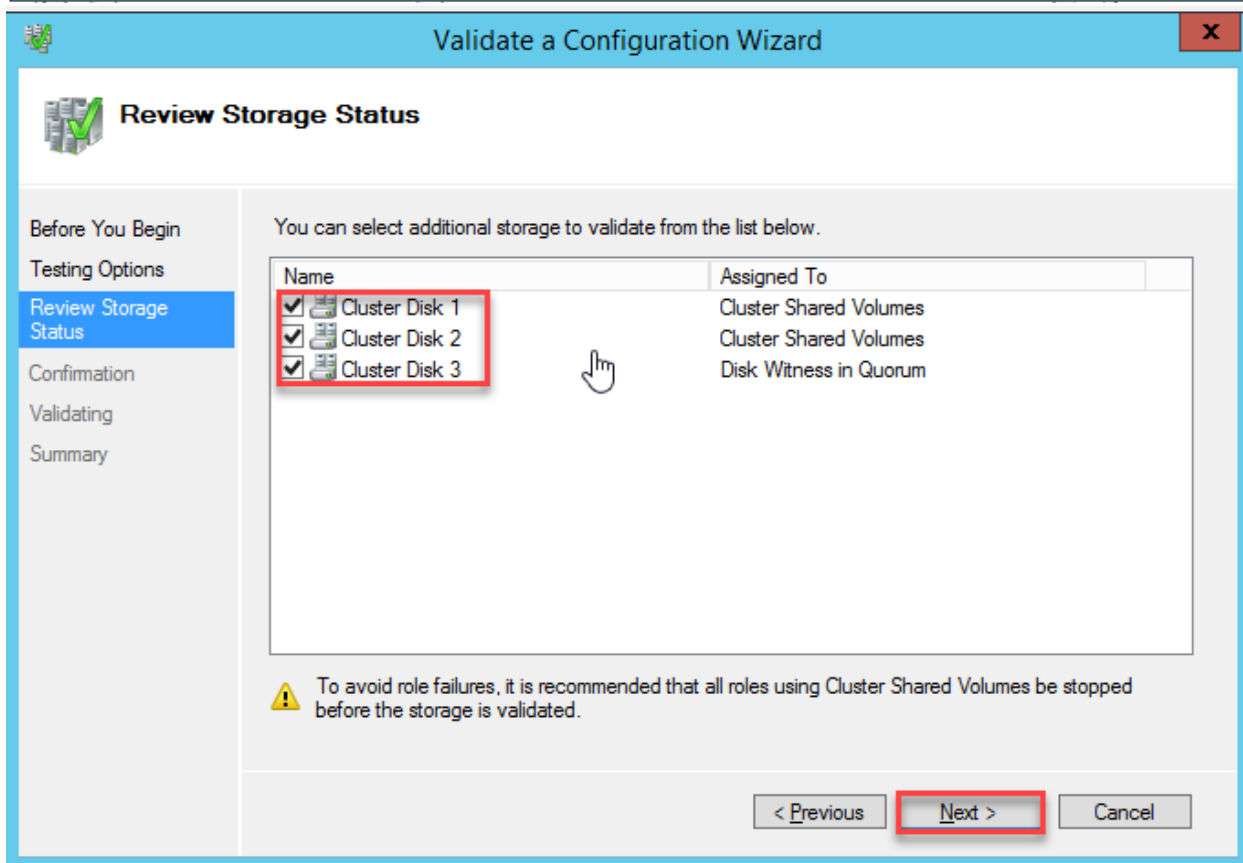 Validate a Configuration Wizard
x
Review Storage Status
Before You Begin
Testing Options
Review Storage
Status
Confirmation
Validating
Summary
You can select additional storage to validate from the list below.
Name Assigned To
Cluster Disk 1 Cluster Shared Volumes
Cluster Disk 2 Cluster Shared Volumes
Cluster Disk 3 Disk Witness in Quorum
To avoid role failures, it is recommended that all roles using Cluster Shared Volumes be stopped
before the storage is validated.
< Previous Next > Cancel